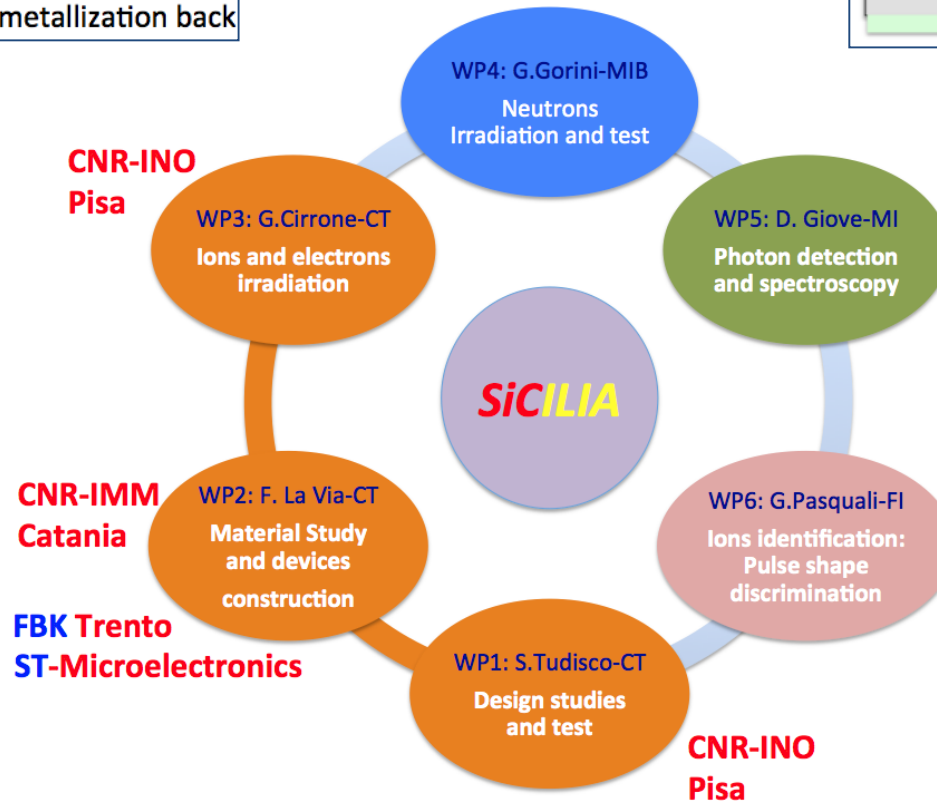 metallization back
WP4: G.Gorini-MIB
Neutrons
Irradiation and test
CNR-INO
Pisa
WP3: G.Cirrone-CT
Ions and electrons
irradiation
WP5: D. Giove-MI
Photon detection
and spectroscopy
SiCILIA
CNR-IMM
Catania
WP2: F. La Via-CT
Material Study
and devices
construction
WP6: G.Pasquali-FI
Ions identification:
Pulse shape
discrimination
FBK Trento
ST-Microelectronics
WP1: S.Tudisco-CT
Design studies
and test
CNR-INO
Pisa